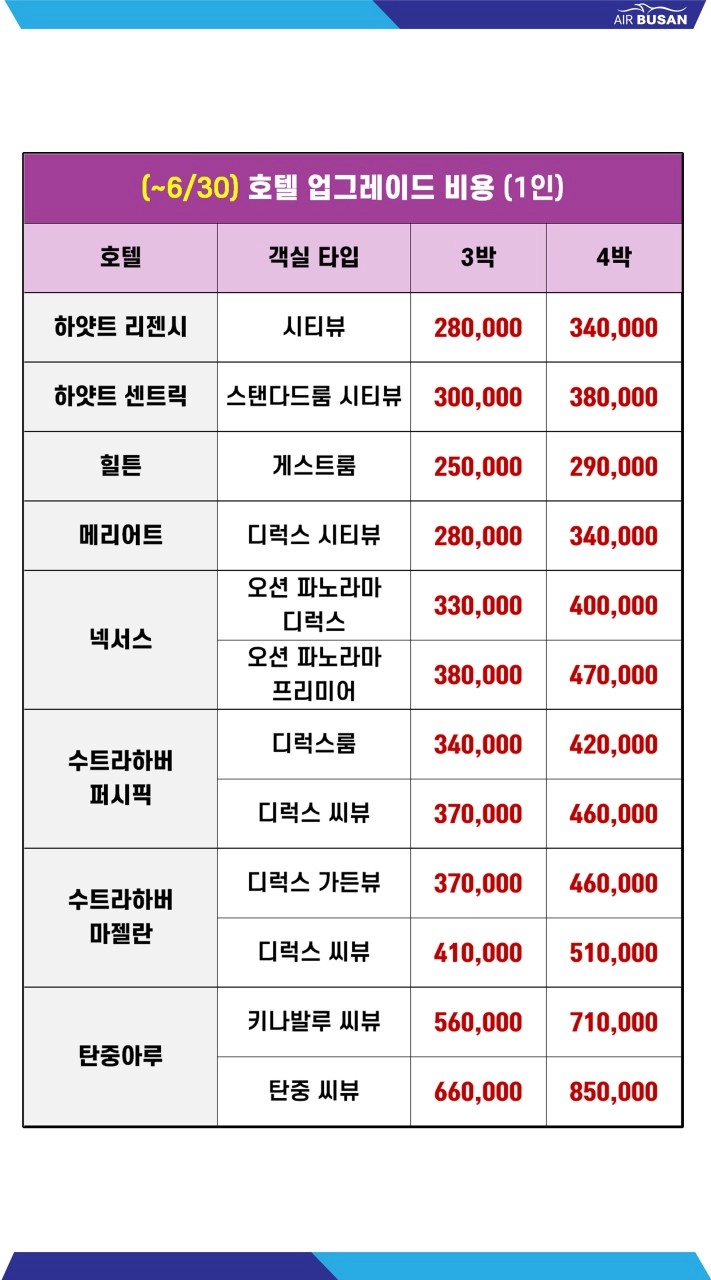 AIR BUSAN
(~6/30) 호텔 업그레이드 비용 (1인)
호텔 객실 타입 3박 4박
하얏트 리젠시 시티뷰 280,000 340,000
하얏트 센트릭 스탠다드룸 시티뷰 300,000 380,000
힐튼 게스트룸 250,000 290,000
메리어트 디럭스 시티뷰 280,000 340,000
넥서스
오션 파노라마
디럭스
330,000 400,000
오션 파노라마
프리미어
380,000 470,000
수트라하버
퍼시픽
디럭스룸 340,000 420,000
디럭스 씨뷰 370,000 460,000
수트라하버
마젤란
디럭스 가든뷰 370,000 460,000
디럭스 씨뷰 410,000 510,000
탄중아루
키나발루 씨뷰 560,000 710,000
탄중 씨뷰 660,000 850,000